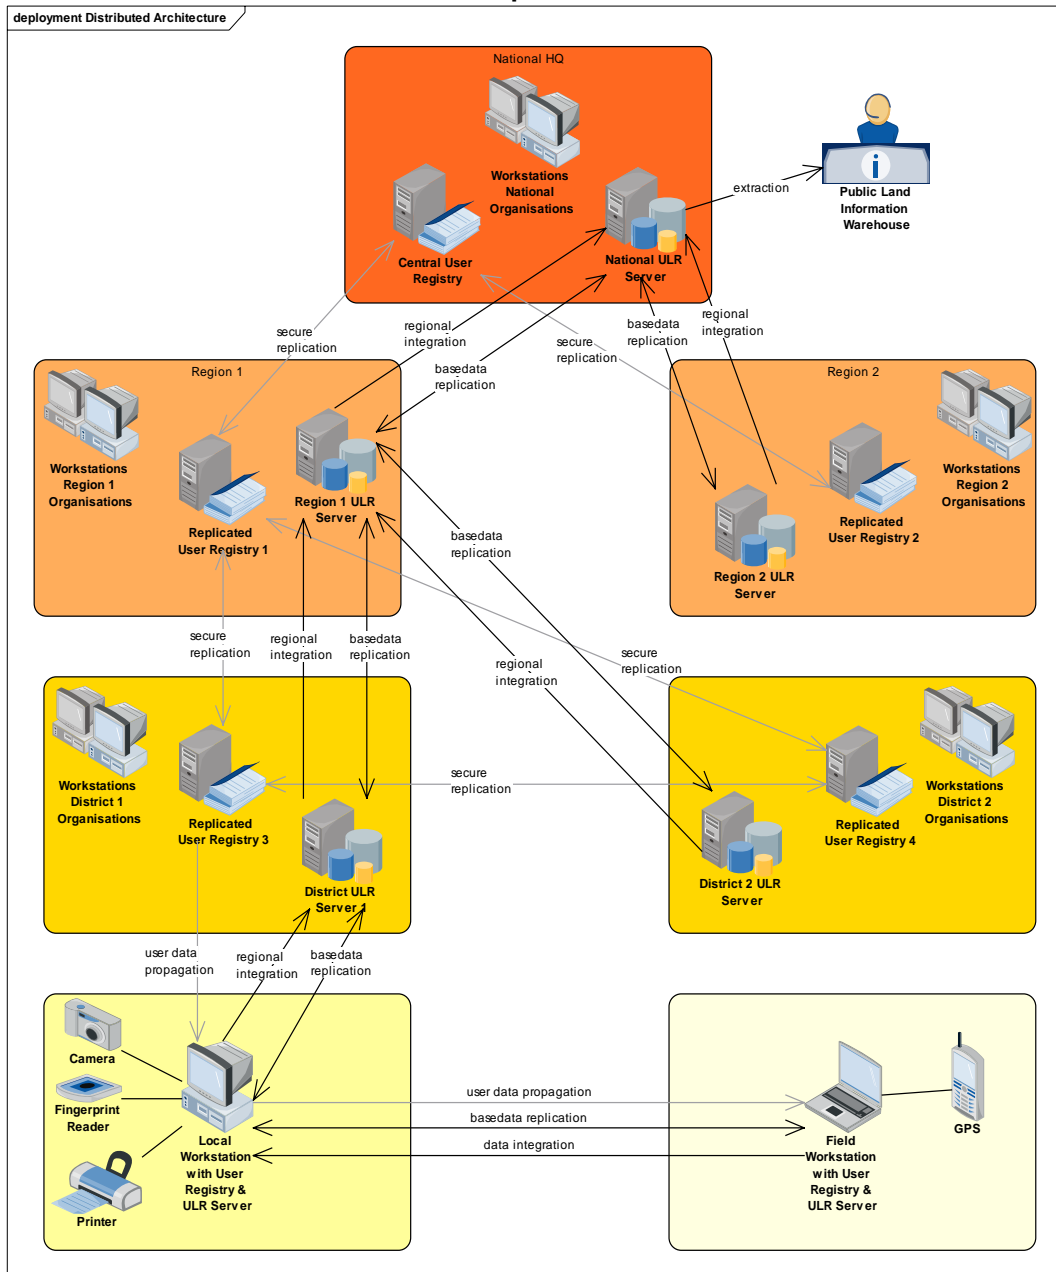 deployment Distributed Architecture
National HQ
Workstations
National
Organisations
Central User
Registry
National ULR
Server
extraction
Public Land
Information
Warehouse
secure
replication
regional
integration
basedata
replication
secure
replication
basedata
replication
regional
integration
Region 1
Workstations
Region 1
Organisations
Replicated
User Registry 1
Region 1 ULR
Server
Region 2
Workstations
Region 2
Organisations
Replicated
User Registry 2
Region 2 ULR
Server
basedata
replication
secure
replication
regional
integration
basedata
replication
regional
integration
secure
replication
Workstations
District 1
Organisations
Replicated
User Registry 3
District ULR
Server 1
secure
replication
Workstations
District 2
Organisations
Replicated
User Registry 4
District 2 ULR
Server
user data
propagation
regional
integration
basedata
replication
Camera
Fingerprint
Reader
Printer
Local
Workstation
with User
Registry &
ULR Server
user data propagation
basedata replication
data integration
Field
Workstation
with User
Registry &
ULR Server
GPS